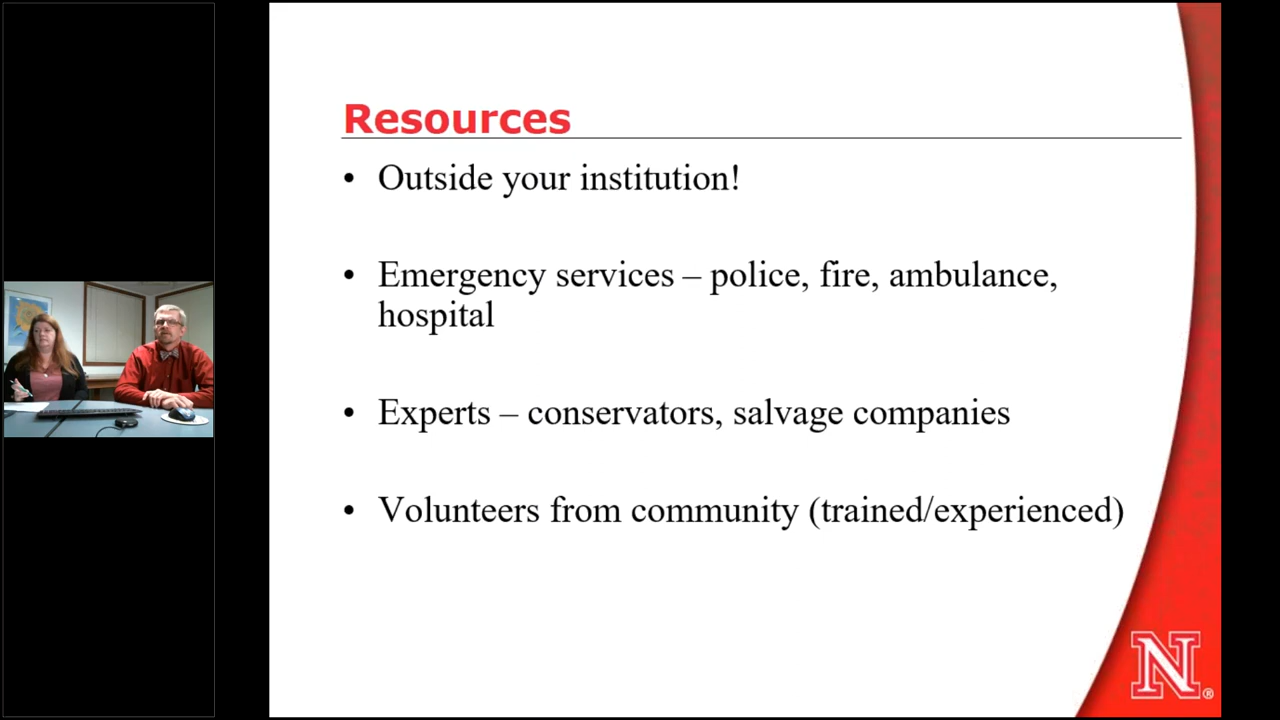 Resources
• Outside your institution!
• Emergency services – police, fire, ambulance,
hospital
• Experts – conservators, salvage companies
• Volunteers from community (trained/experienced)
N®